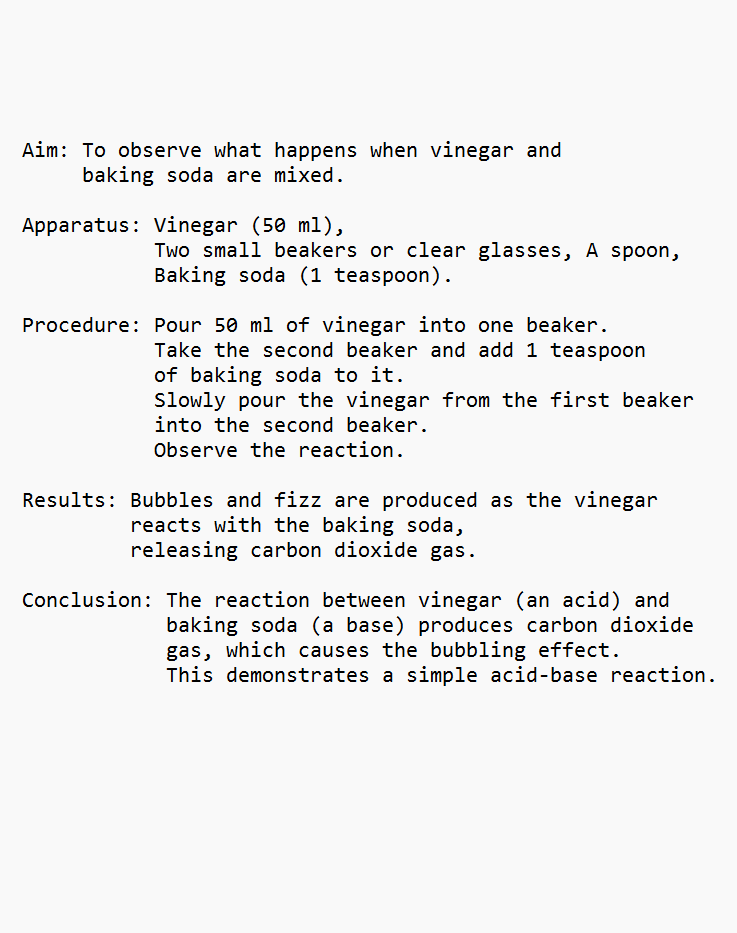 Aim: To observe what happens when vinegar and
baking soda are mixed.
Apparatus: Vinegar (50 ml),
Two small beakers or clear glasses, A spoon,
Baking soda (1 teaspoon).
Procedure: Pour 50 ml of vinegar into one beaker.
Take the second beaker and add 1 teaspoon
of baking soda to it.
Slowly pour the vinegar from the first beaker
into the second beaker.
Observe the reaction.
Results: Bubbles and fizz are produced as the vinegar
reacts with the baking soda,
releasing carbon dioxide gas.
Conclusion: The reaction between vinegar (an acid) and
baking soda (a base) produces carbon dioxide
gas, which causes the bubbling effect.
This demonstrates a simple acid-base reaction.